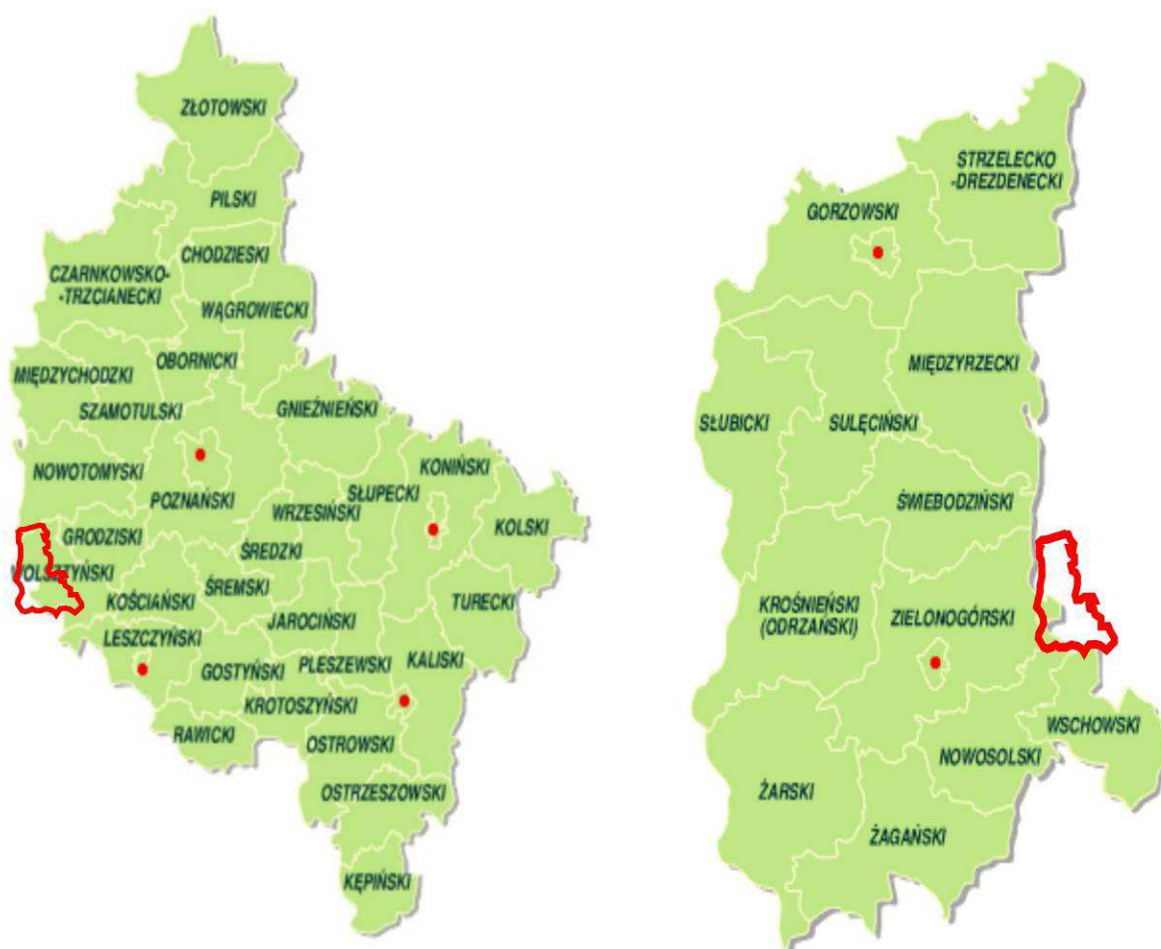 ZŁOTOWSKI
PILSKI
CHODZIESKI
CZARNKOWSKO-
-TRZCIANECKI
WĄGROWIECKI
OBORNICKI
MIĘDZYCHODZKI
SZAMOTULSKI
GNIEŹNIEŃSKI
NOWOTOMYSKI
KONIŃSKI
SŁUPECKI
POZNAŃSKI
WRZESIŃSKI
KOLSKI
GRODZISKI
ŚREDZKI
WOLSZTYŃSKI
ŚREMSKI
KOŚCIAŃSKI
TURECKI
JAROCIŃSKI
LESZCZYŃSKI
GOSTYŃSKI
PLESZEWSKI
KALISKI
KROTOSZYŃSKI
RAWICKI
OSTROWSKI
OSTRZESZOWSKI
KĘPIŃSKI
STRZELECKO
-DREZDENECKI
GORZOWSKI
MIĘDZYRZECKI
SŁUBICKI
SULĘCIŃSKI
ŚWIEBODZIŃSKI
KROŚNIEŃSKI
(ODRZAŃSKI)
ZIELONOGÓRSKI
WSCHOWSKI
NOWOSOLSKI
ŻARSKI
ŻAGAŃSKI